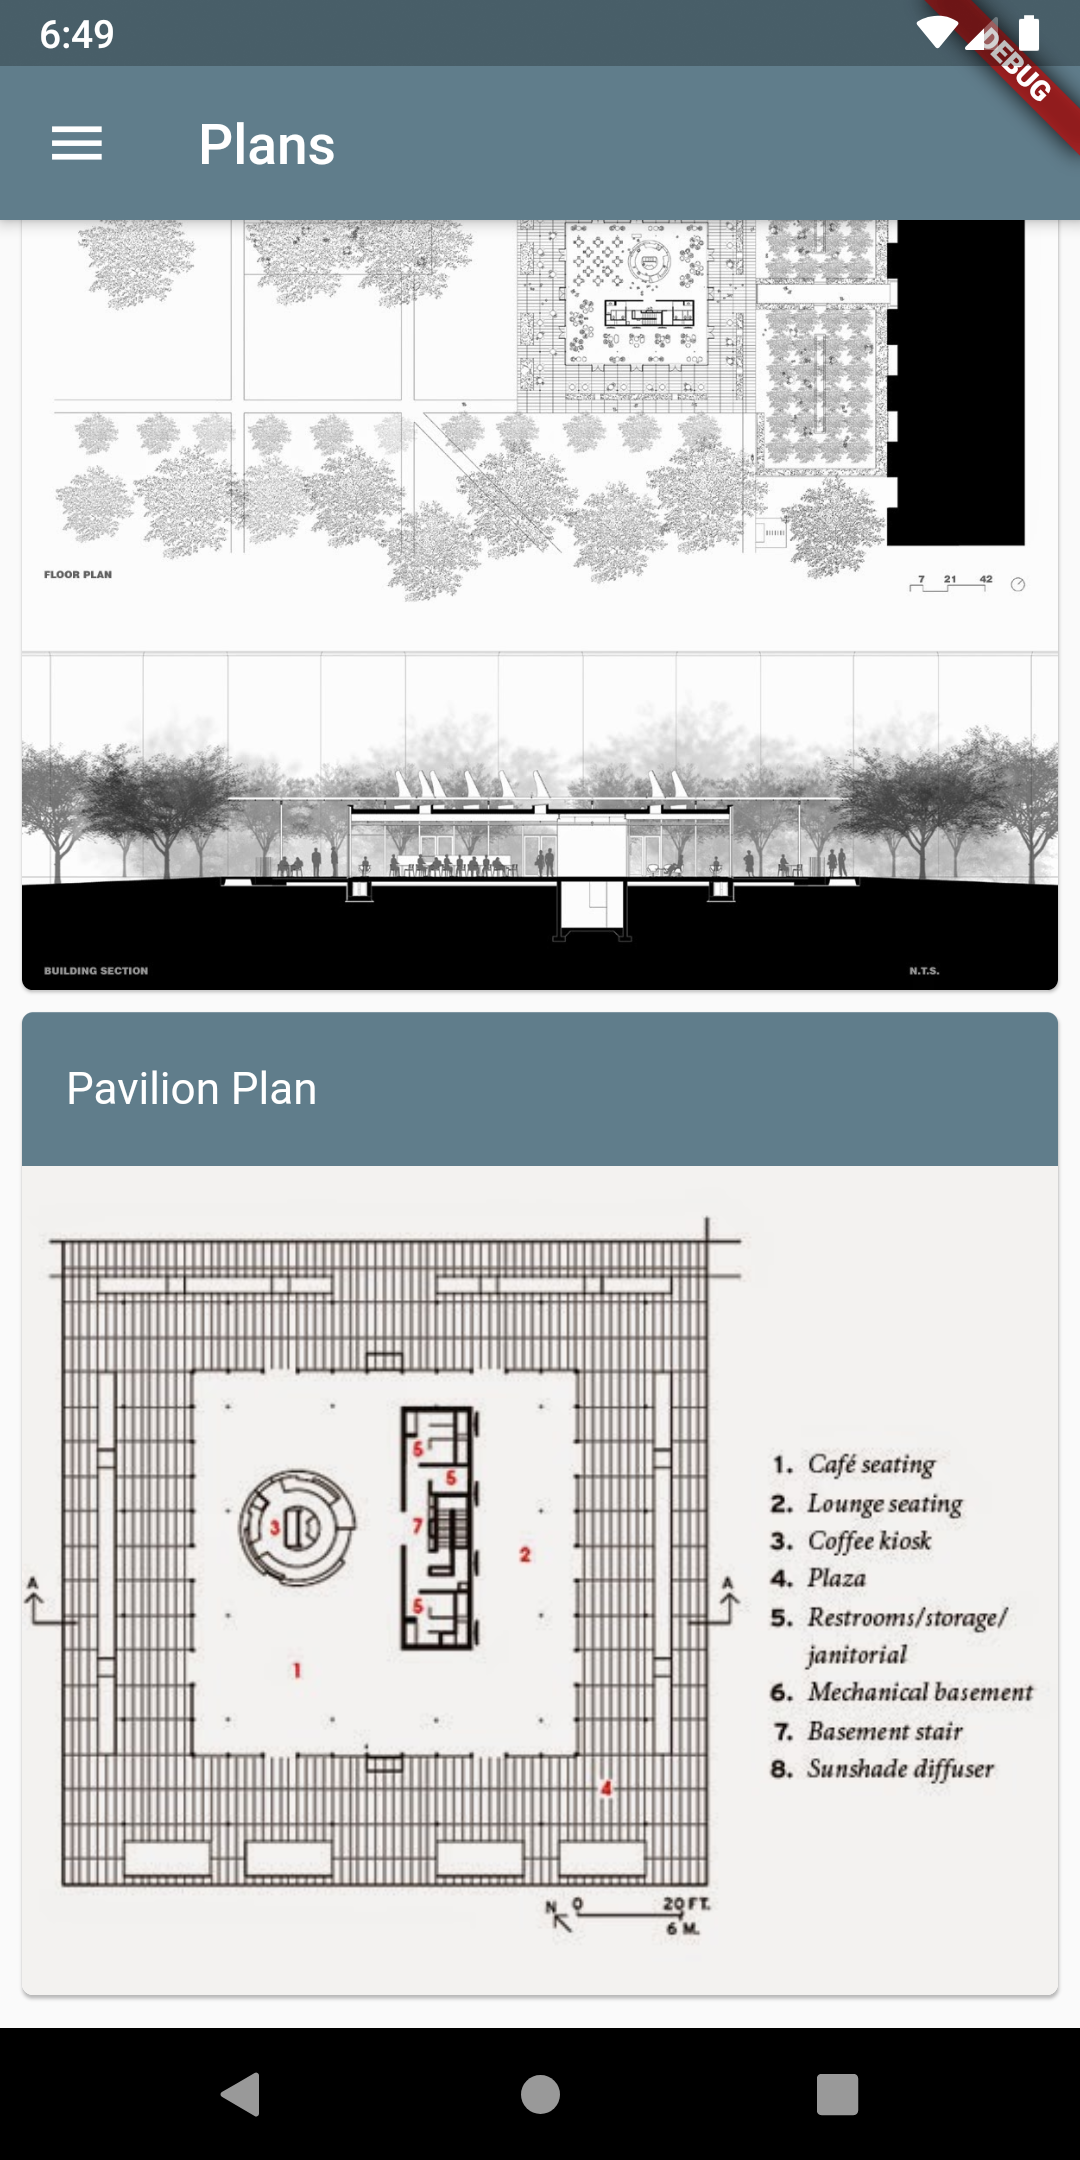 6:49
DEBUG
Plans
FLOOR PLAN
7 21 42
BUILDING SECTION
N.T.S.
Pavilion Plan
5
5
3
7
2
5
1
4
A
A
1. Café seating
2. Lounge seating
3. Coffee kiosk
4. Plaza
5. Restrooms/storage/
janitorial
6. Mechanical basement
7. Basement stair
8. Sunshade diffuser
N 0 20 FT.
6 M.